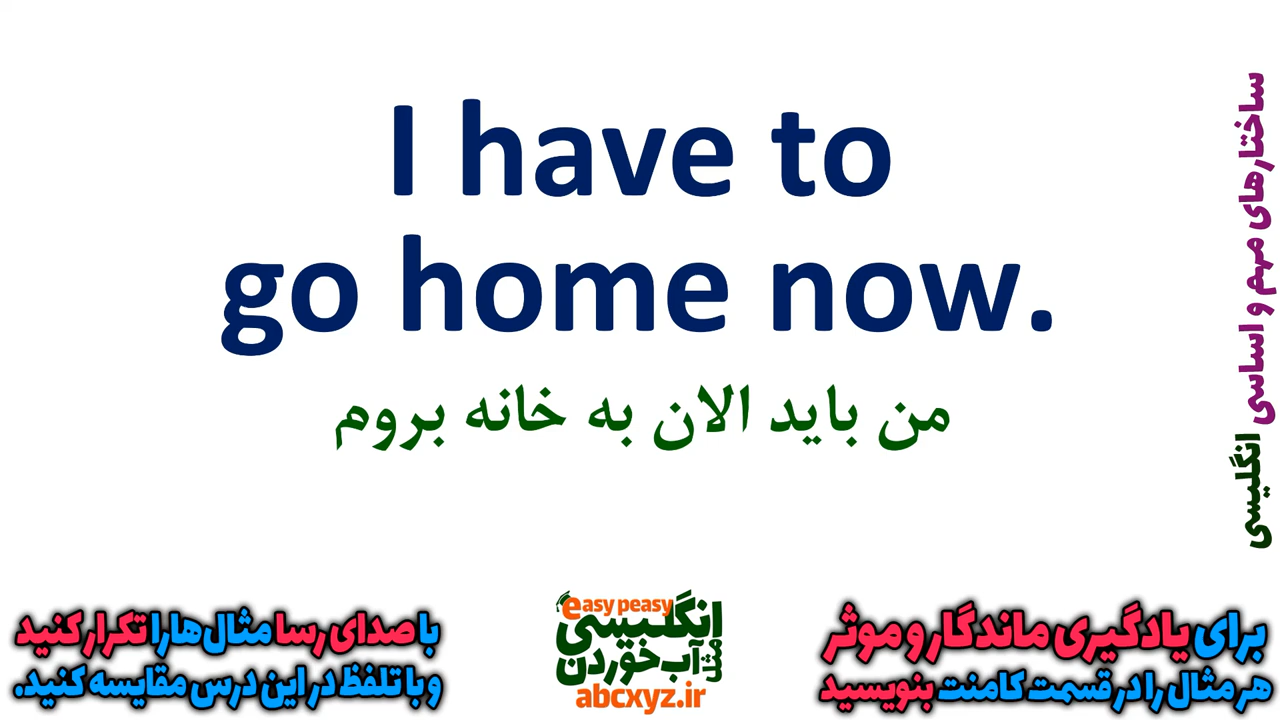 I have to
go home now.
من باید الان به خانه بروم
ساختارهای مهم و اساسی انگلیسی
با صدای رسا مثال‌ها را تکرار کنید
و با تلفظ در این درس مقایسه کنید.
easy peasy
انگلیسی
مثل
آب خوردن
abcxyz.ir
برای یادگیری ماندگار و موثر
هر مثال را در قسمت کامنت بنویسید